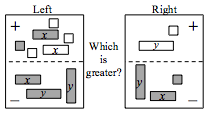 Left Right
+ +
x
x y
Which
is
greater?
x y y x
y
– –